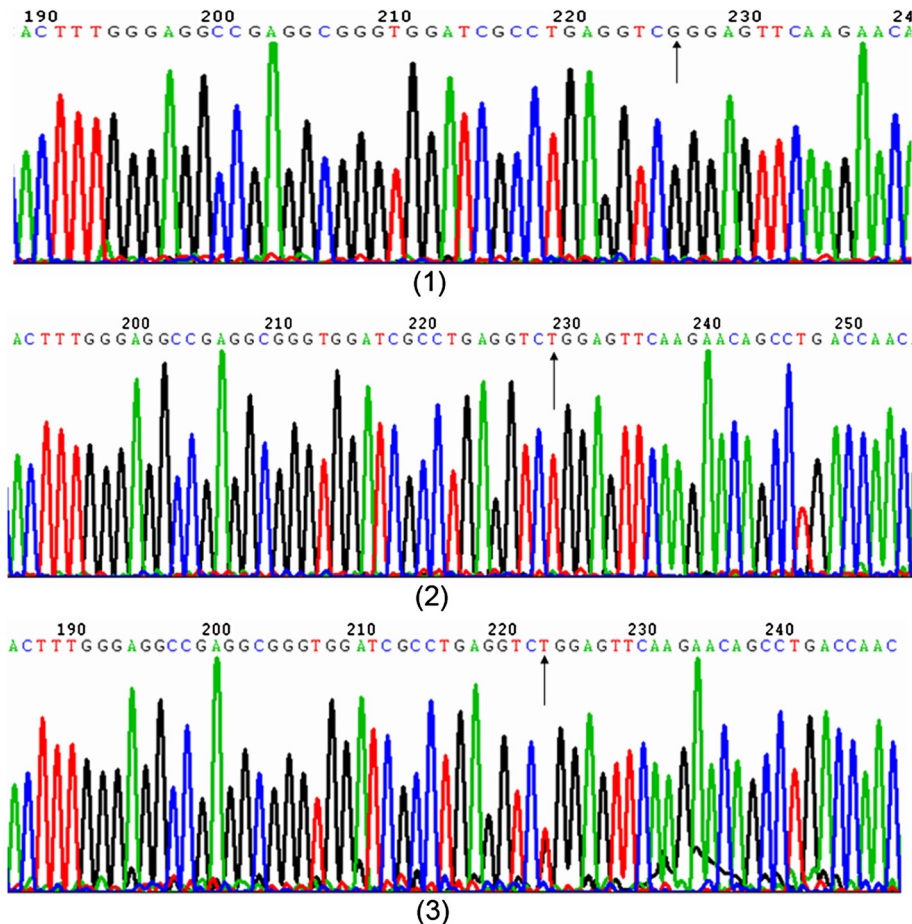 190 200 210 220 230 24
ACTTTGGGAGGCCGAGGCGGGTGGATCGCCTGAGGTCGGGAGTTCAAGAACA
(1)
200 210 220 230 240 250
ACTTTGGGAGGCCGAGGCGGGTGGATCGCCTGAGGTCTGGAGTTCAAGAACAGCCTGACCAAC
(2)
190 200 210 220 230 240
ACTTTGGGAGGCCGAGGCGGGTGGATCGCCTGAGGTCTGGAGTTCAAGAACAGCCTGACCAAC
(3)